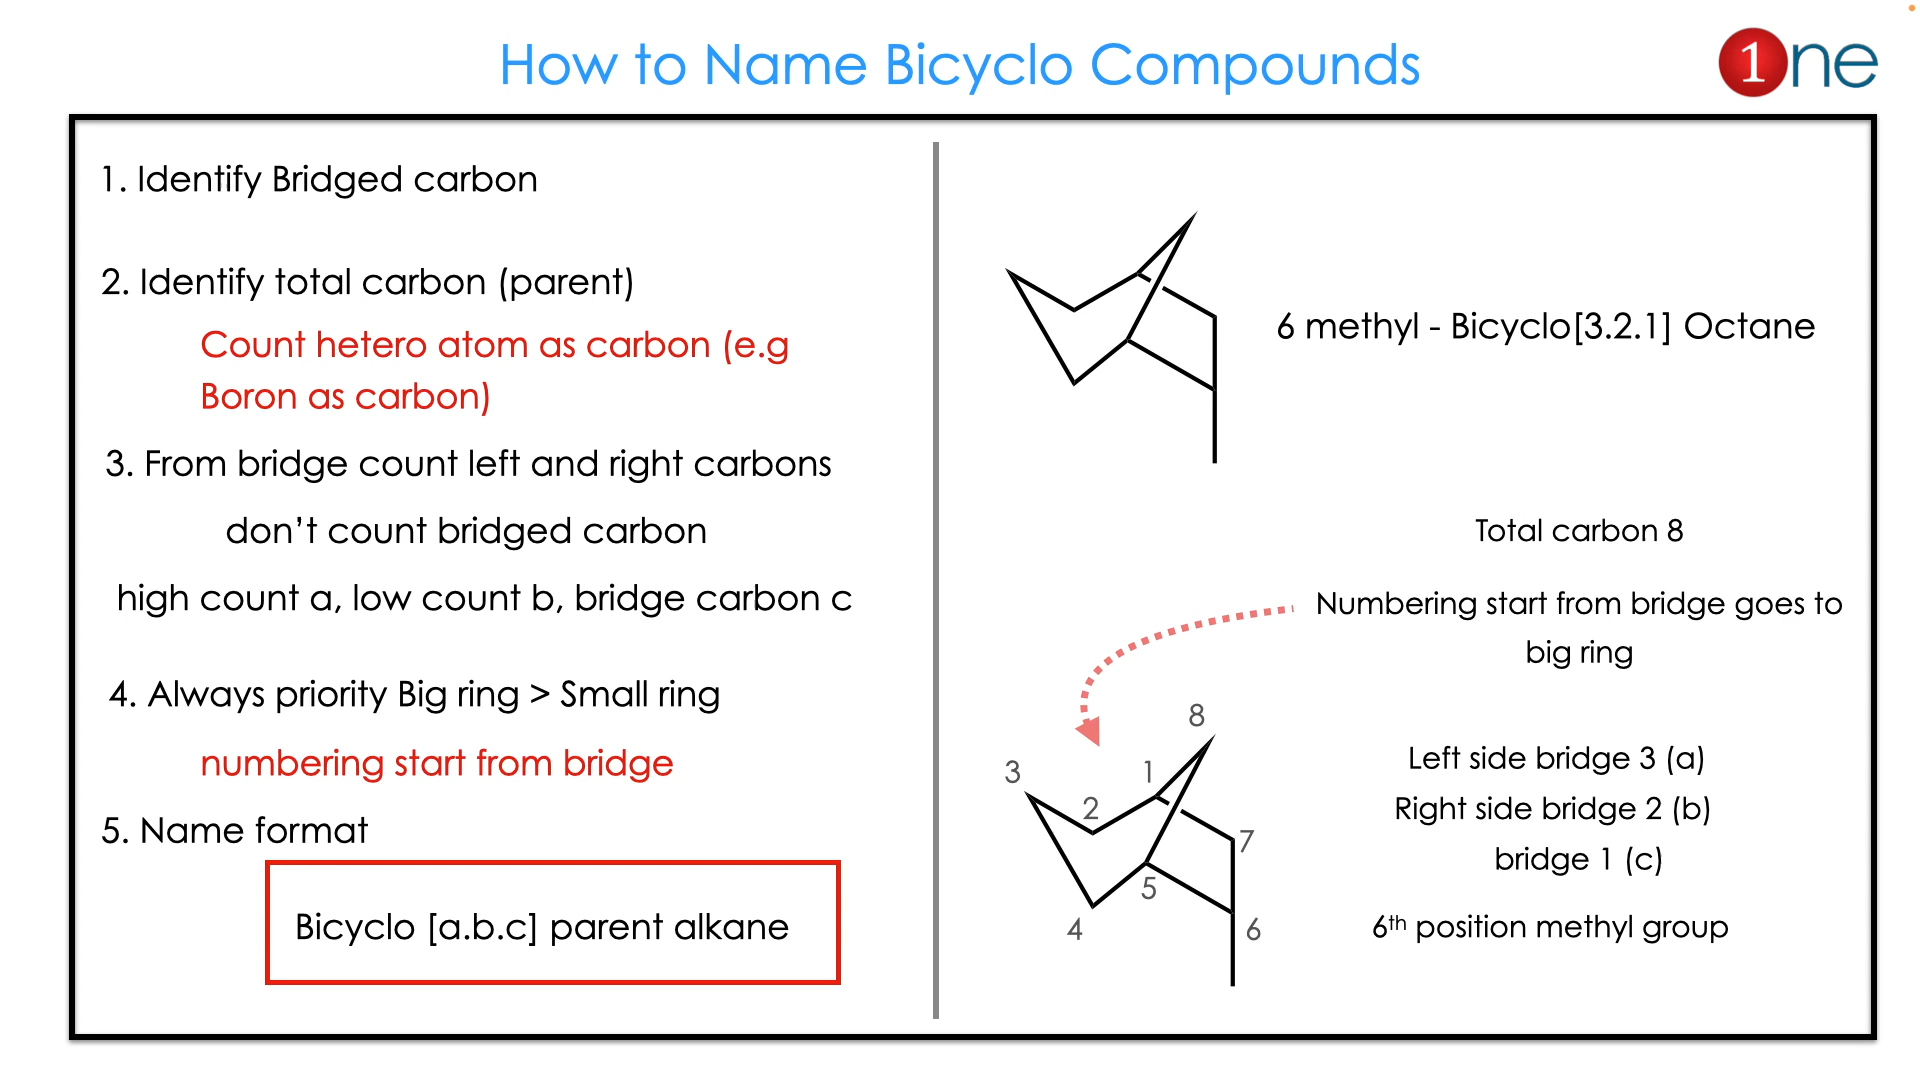 How to Name Bicyclo Compounds
1ne
1. Identify Bridged carbon
2. Identify total carbon (parent)
Count hetero atom as carbon (e.g
Boron as carbon)
3. From bridge count left and right carbons
don’t count bridged carbon
high count a, low count b, bridge carbon c
4. Always priority Big ring > Small ring
numbering start from bridge
5. Name format
Bicyclo [a.b.c] parent alkane
6 methyl - Bicyclo[3.2.1] Octane
Total carbon 8
Numbering start from bridge goes to
big ring
8
3
1
2
7
5
4
6
Left side bridge 3 (a)
Right side bridge 2 (b)
bridge 1 (c)
6th position methyl group